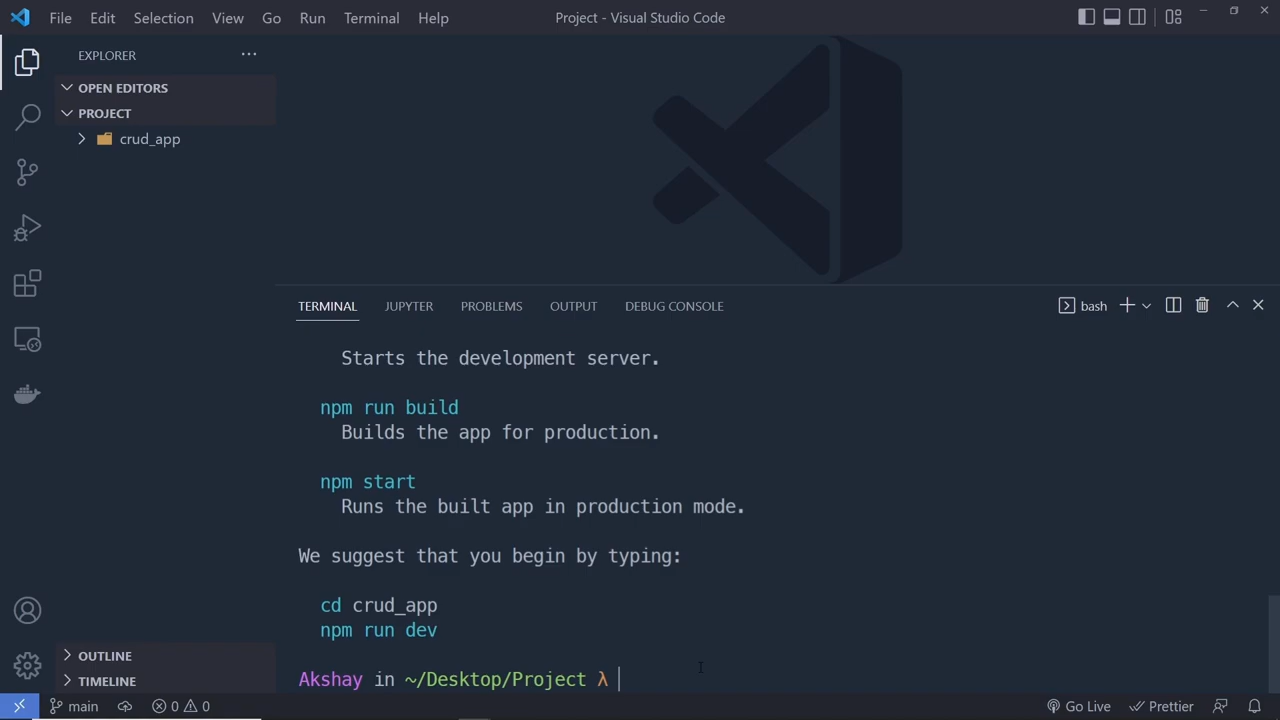 File Edit Selection View Go Run Terminal Help Project - Visual Studio Code
EXPLORER
OPEN EDITORS
PROJECT
crud_app
OUTLINE
TIMELINE
TERMINAL JUPYTER PROBLEMS OUTPUT DEBUG CONSOLE bash
Starts the development server.
npm run build
Builds the app for production.
npm start
Runs the built app in production mode.
We suggest that you begin by typing:
cd crud_app
npm run dev
Akshay in ~/Desktop/Project λ
main 0 0 Go Live Prettier